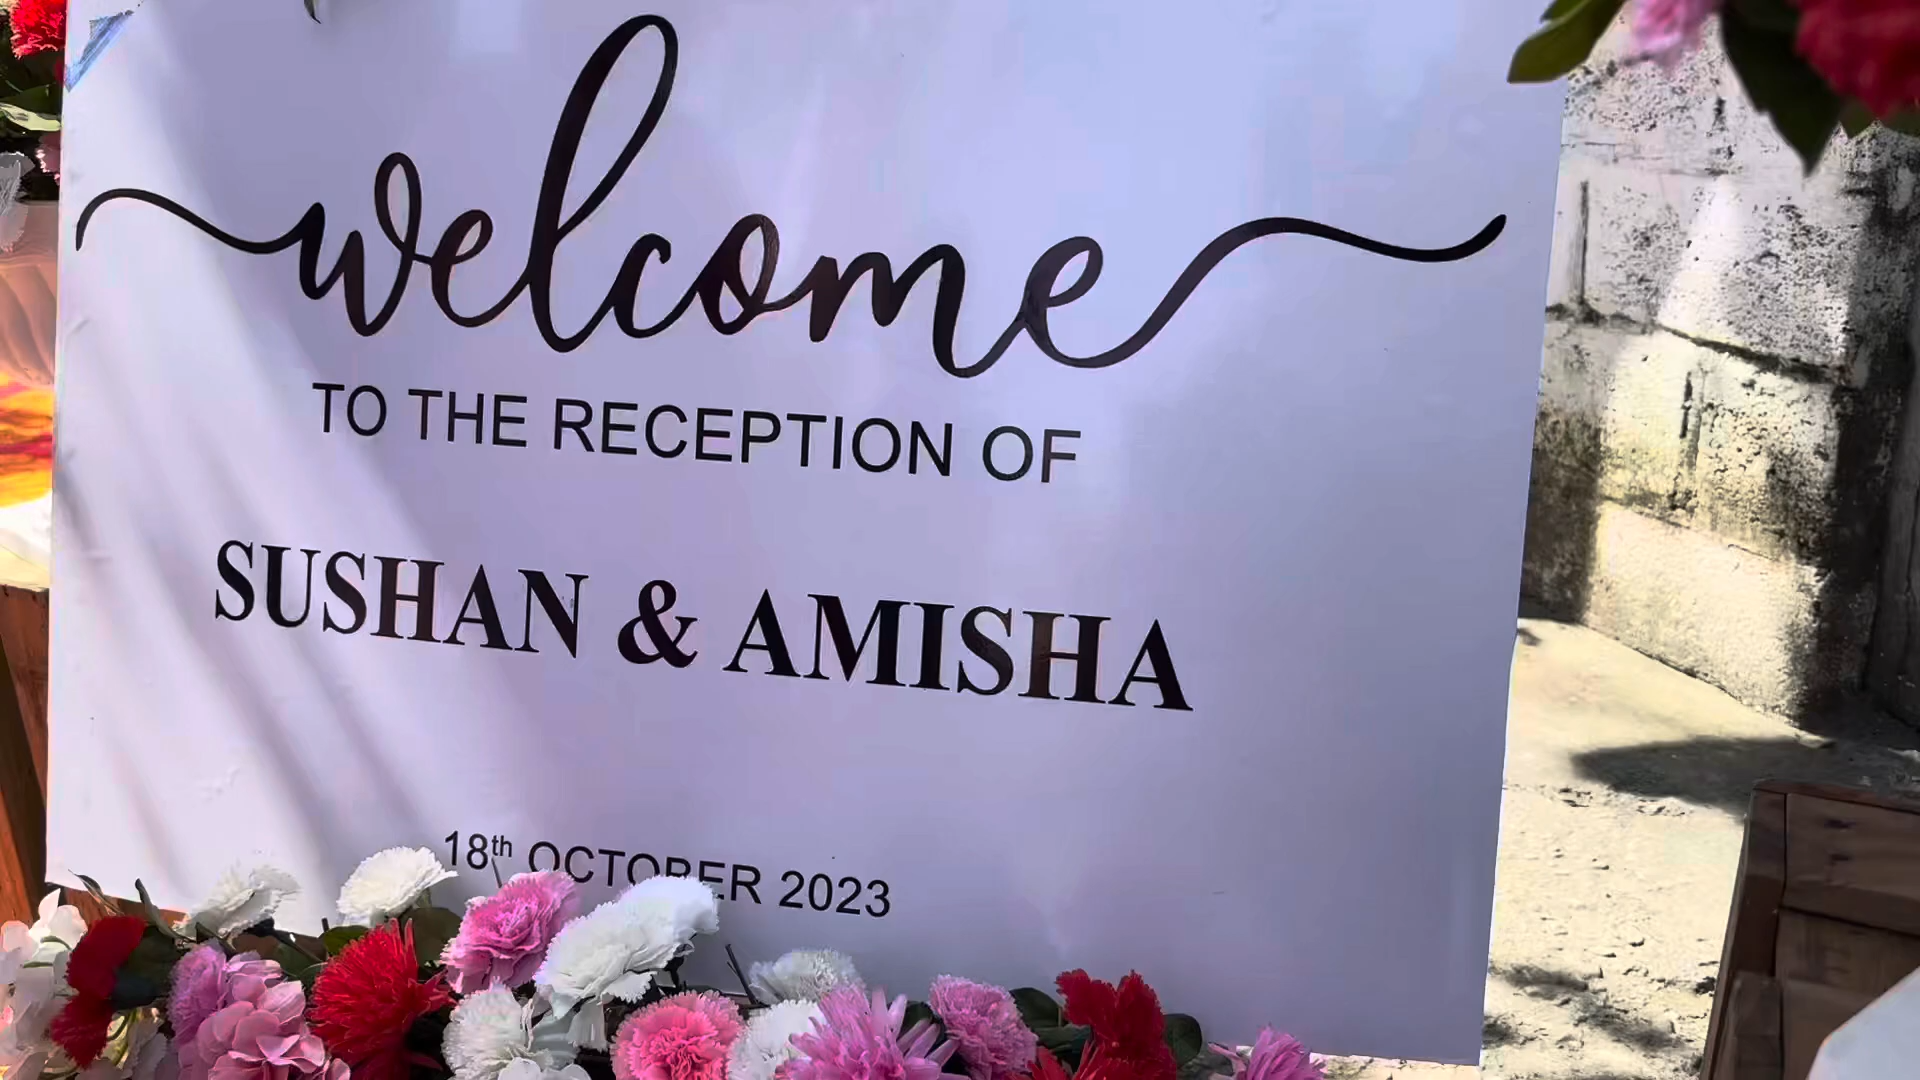 welcome
TO THE RECEPTION OF
SUSHAN & AMISHA
18th OCTOBER 2023